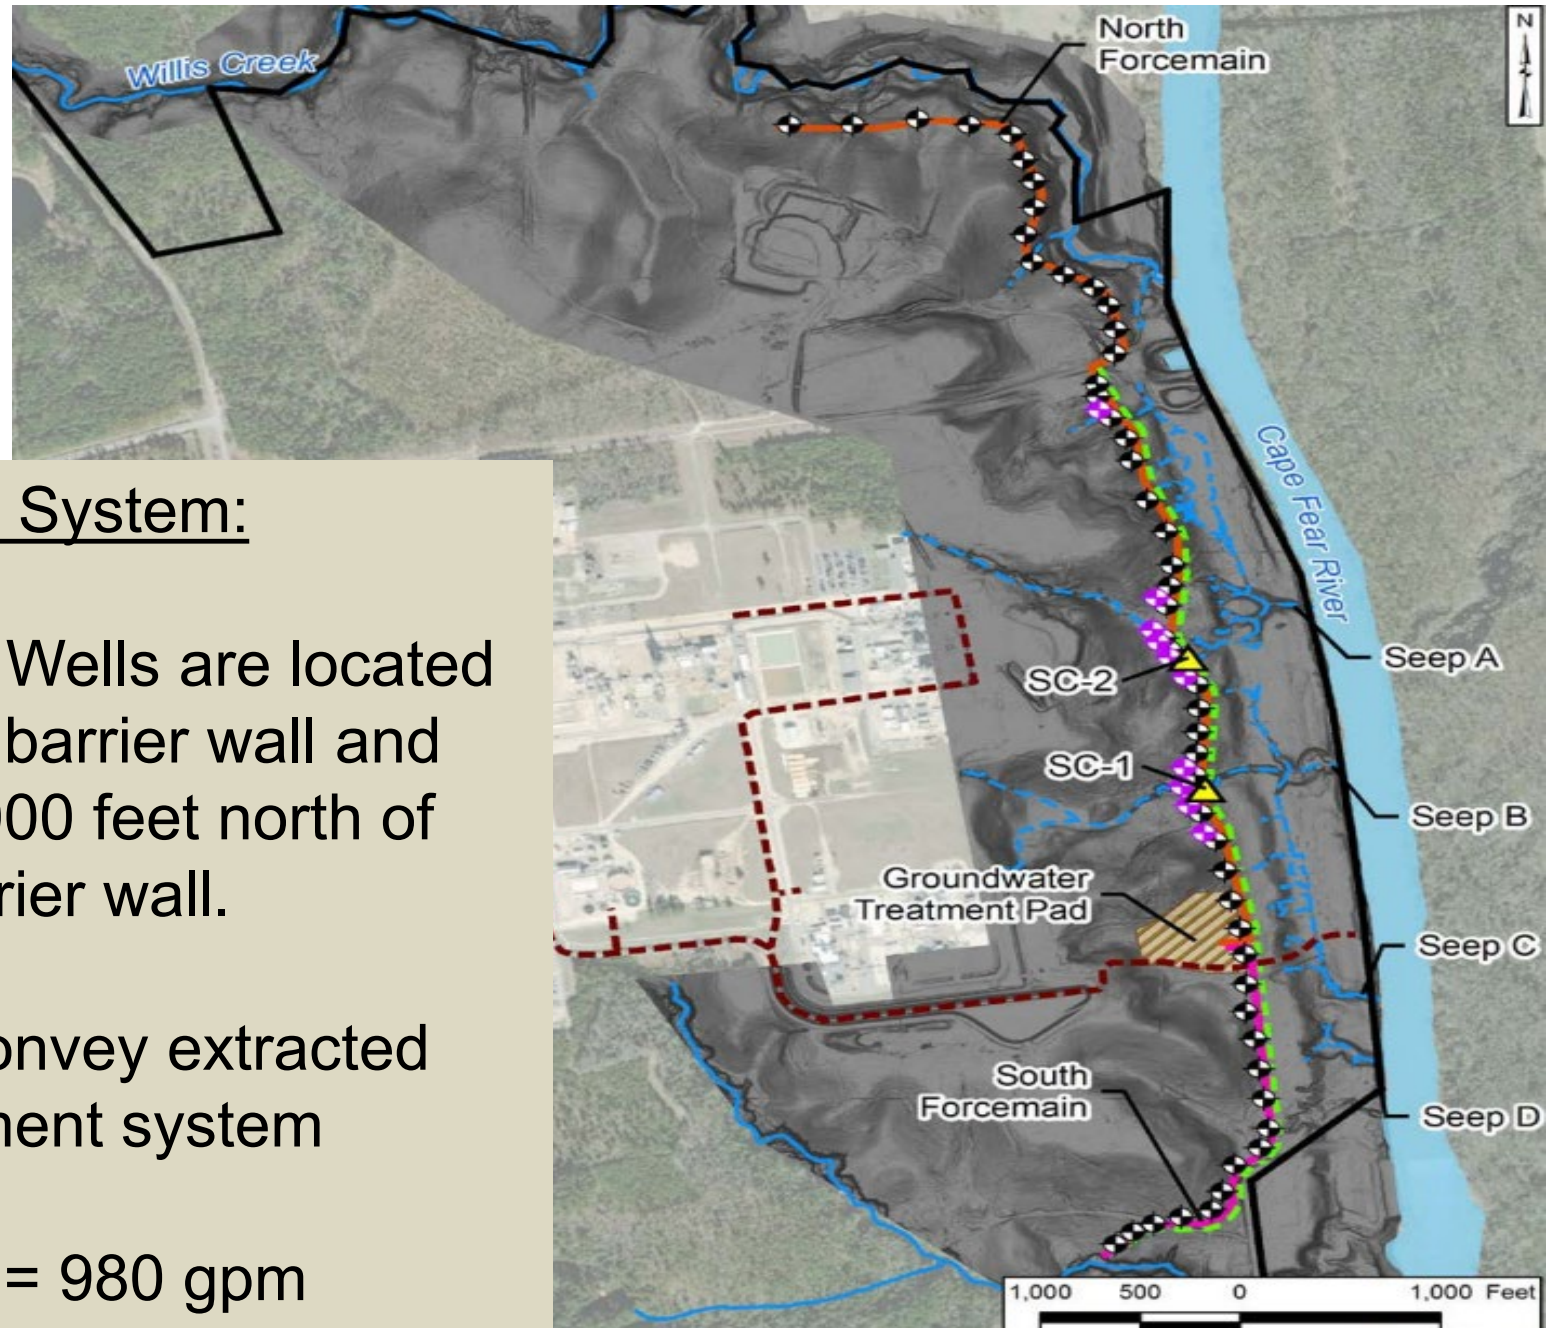 North
Forcemain
N
Willis Creek
System:
Wells are located
barrier wall and
000 feet north of
rier wall.
onvey extracted
ment system
= 980 gpm
Cape Fear River
Seep A
SC-2
SC-1
Seep B
Groundwater
Treatment Pad
Seep C
South
Forcemain
Seep D
1,000 500 0 1,000 Feet